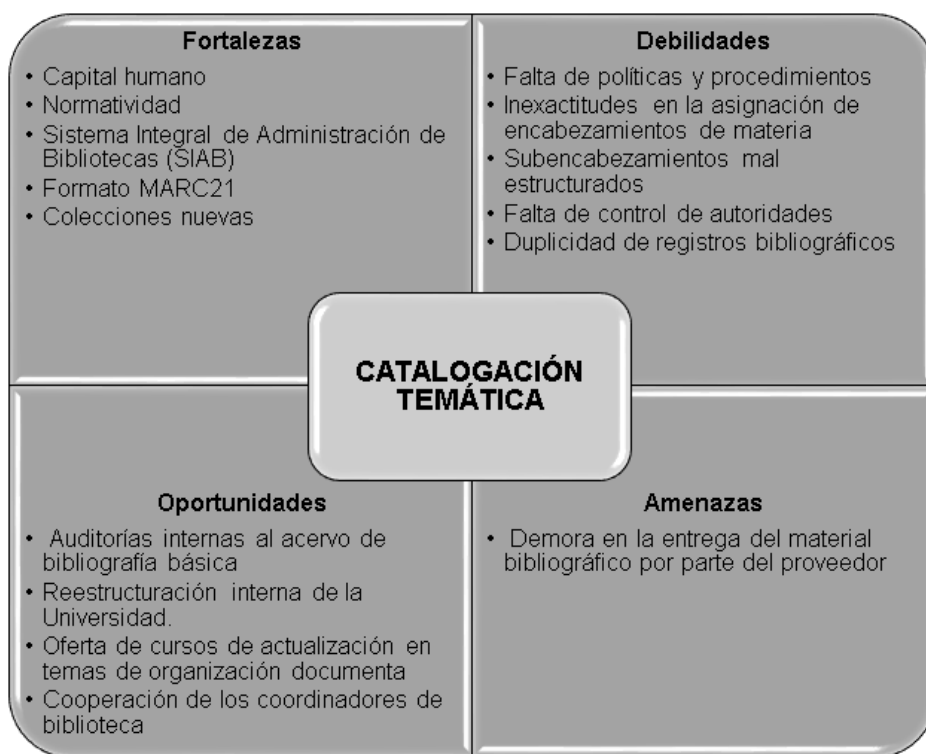 Fortalezas
• Capital humano
• Normatividad
• Sistema Integral de Administración de
Bibliotecas (SIAB)
• Formato MARC21
• Colecciones nuevas
Debilidades
• Falta de políticas y procedimientos
• Inexactitudes en la asignación de
encabezamientos de materia
• Subencabezamientos mal
estructurados
• Falta de control de autoridades
• Duplicidad de registros bibliográficos
CATALOGACIÓN
TEMÁTICA
Oportunidades
• Auditorías internas al acervo de
bibliografía básica
• Reestructuración interna de la
Universidad.
• Oferta de cursos de actualización en
temas de organización documenta
• Cooperación de los coordinadores de
biblioteca
Amenazas
• Demora en la entrega del material
bibliográfico por parte del proveedor